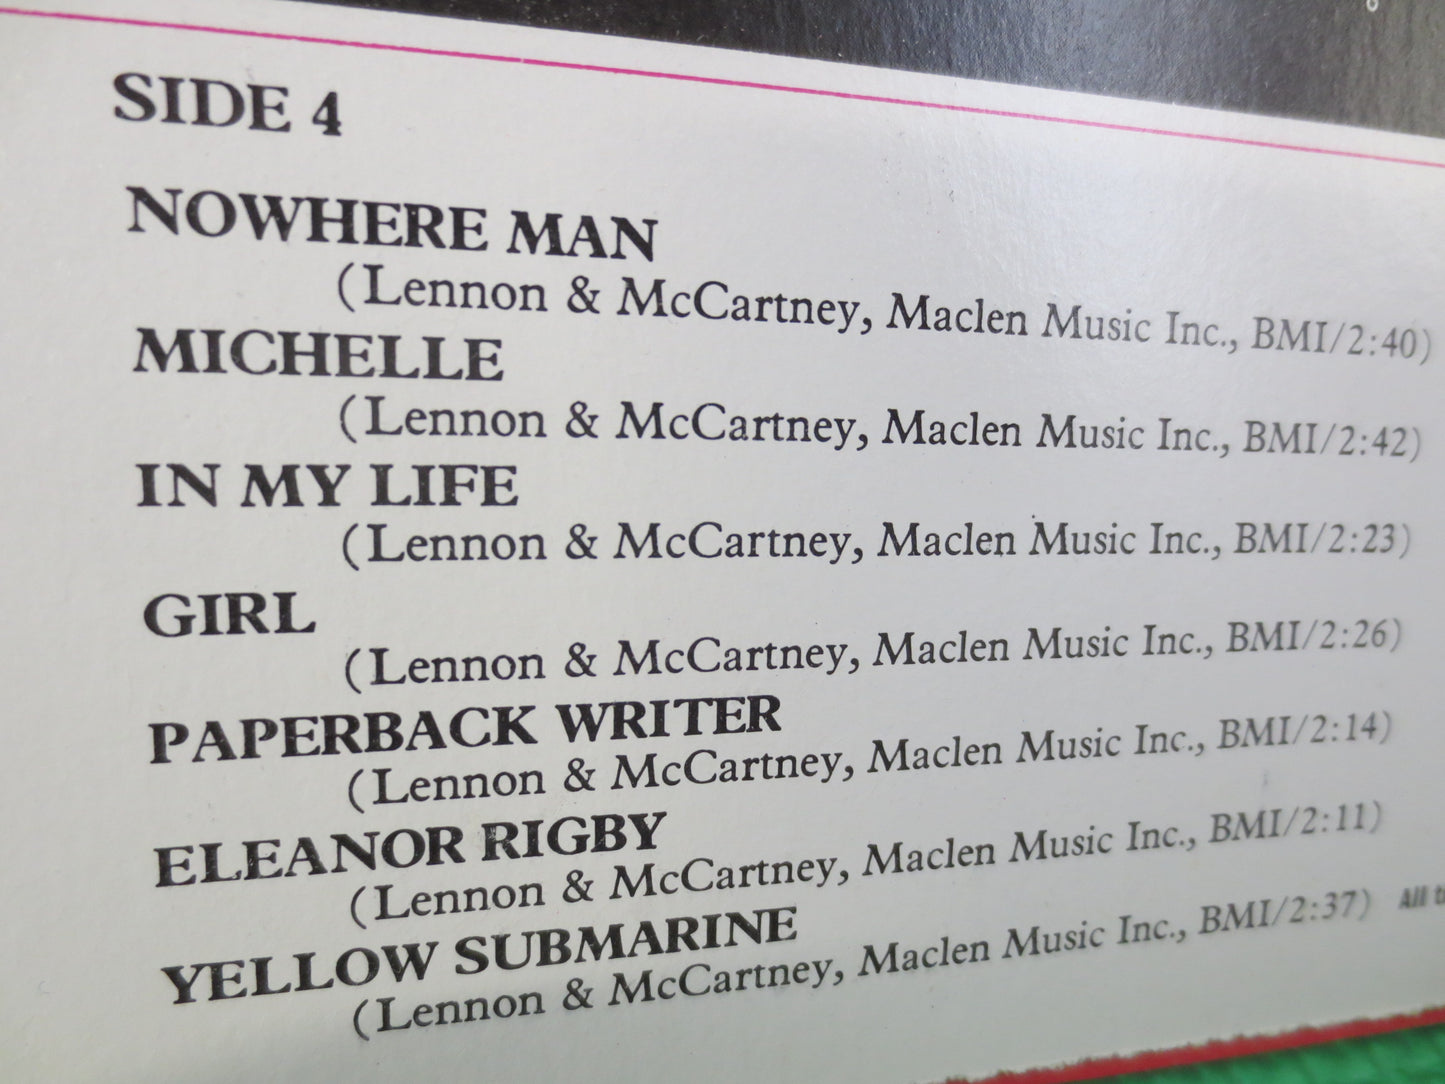 SIDE 4
NOWHERE MAN
(Lennon & McCartney, Maclen Music Inc., BMI/2:40)
MICHELLE
(Lennon & McCartney, Maclen Music Inc., BMI/2:42)
IN MY LIFE
(Lennon & McCartney, Maclen Music Inc., BMI/2:23)
GIRL
(Lennon & McCartney, Maclen Music Inc., BMI/2:26)
PAPERBACK WRITER
(Lennon & McCartney, Maclen Music Inc., BMI/2:14)
ELEANOR RIGBY
(Lennon & McCartney, Maclen Music Inc., BMI/2:11)
YELLOW SUBMARINE
(Lennon & McCartney, Maclen Music Inc., BMI/2:37) All